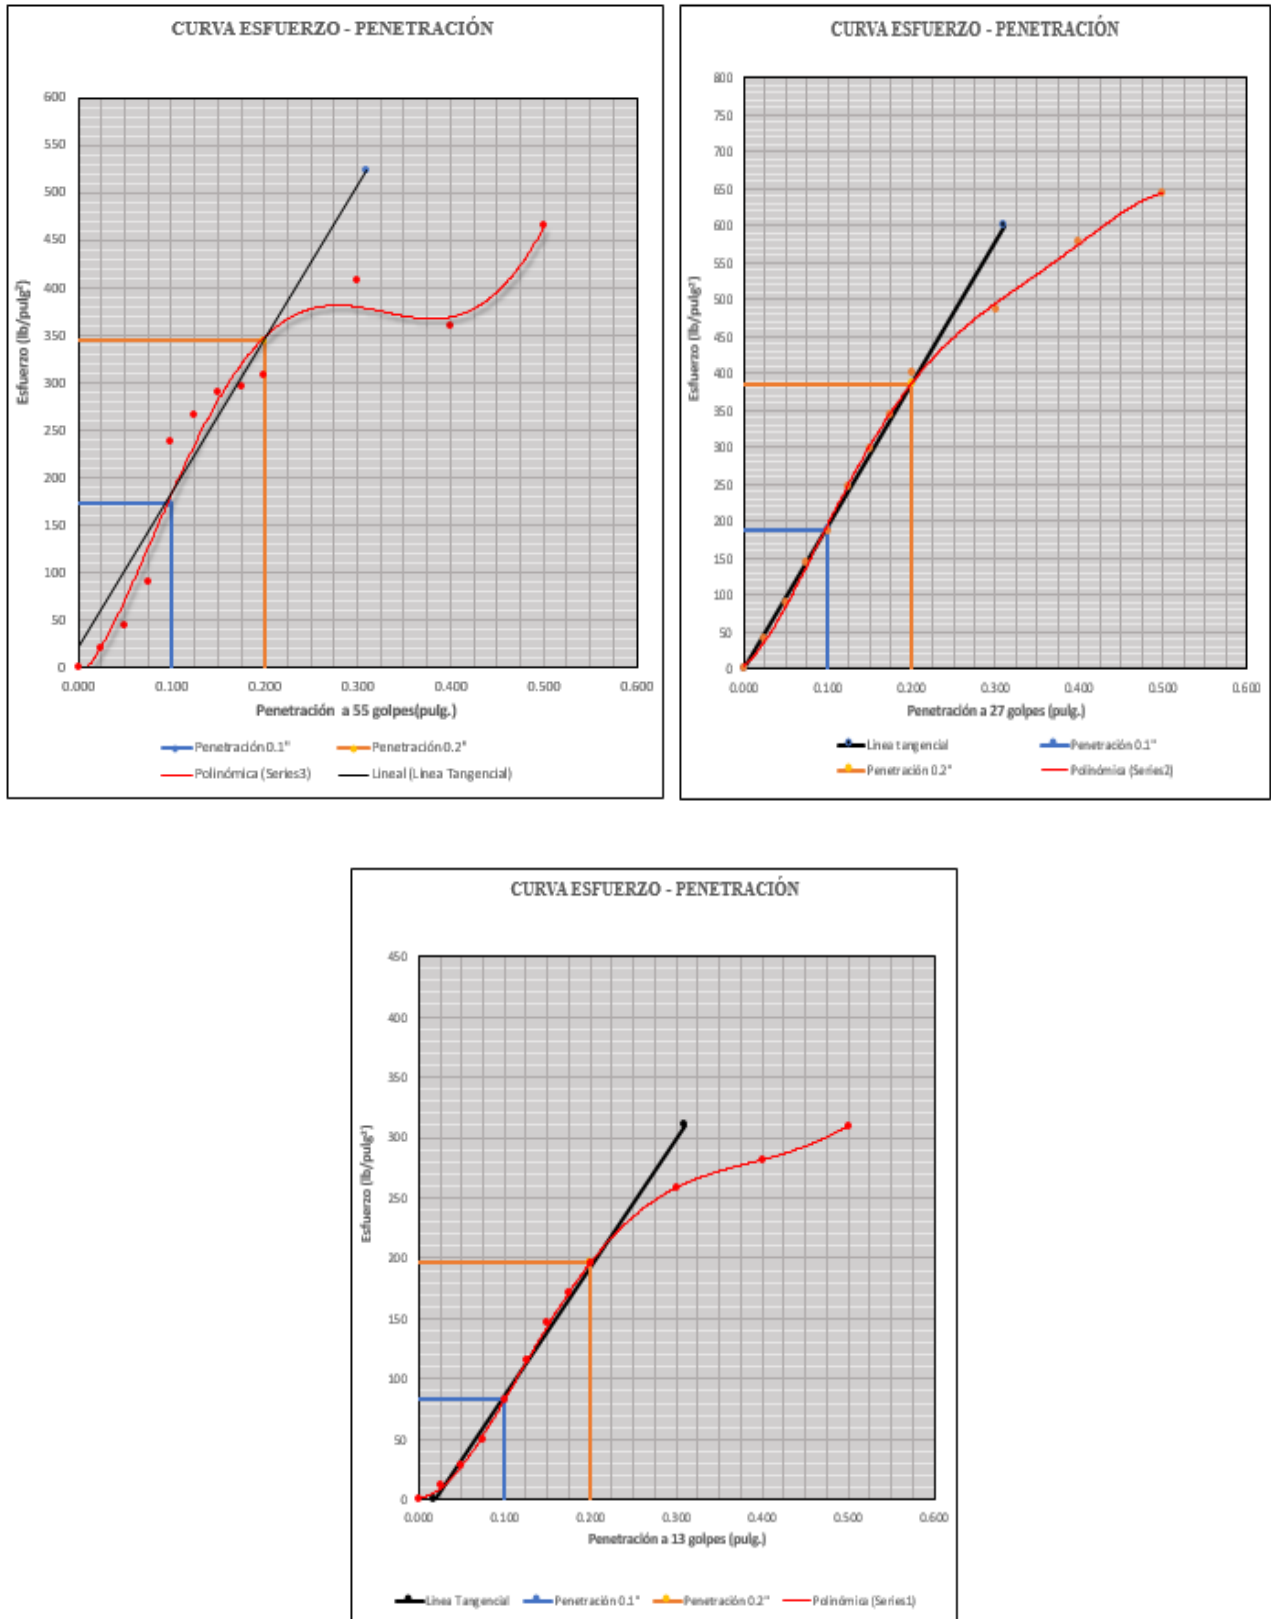 CURVA ESFUERZO - PENETRACIÓN
600
550
500
450
400
350
300
250
200
150
100
50
0
Esfuerzo (lb/pulg²)
0.000 0.100 0.200 0.300 0.400 0.500 0.600
Penetración a 55 golpes(pulg.)
Penetración 0.1" Penetración 0.2"
Polinómica (Series3) Lineal (Línea Tangencial)
CURVA ESFUERZO - PENETRACIÓN
800
750
700
650
600
550
500
450
400
350
300
250
200
150
100
50
0
Esfuerzo (lb/pulg²)
0.000 0.100 0.200 0.300 0.400 0.500 0.600
Penetración a 27 golpes (pulg.)
Línea tangencial Penetración 0.1"
Penetración 0.2" Polinómica (Series2)
CURVA ESFUERZO - PENETRACIÓN
450
400
350
300
250
200
150
100
50
0
Esfuerzo (lb/pulg²)
0.000 0.100 0.200 0.300 0.400 0.500 0.600
Penetración a 13 golpes (pulg.)
Línea Tangencial Penetración 0.1" Penetración 0.2" Polinómica (Series1)